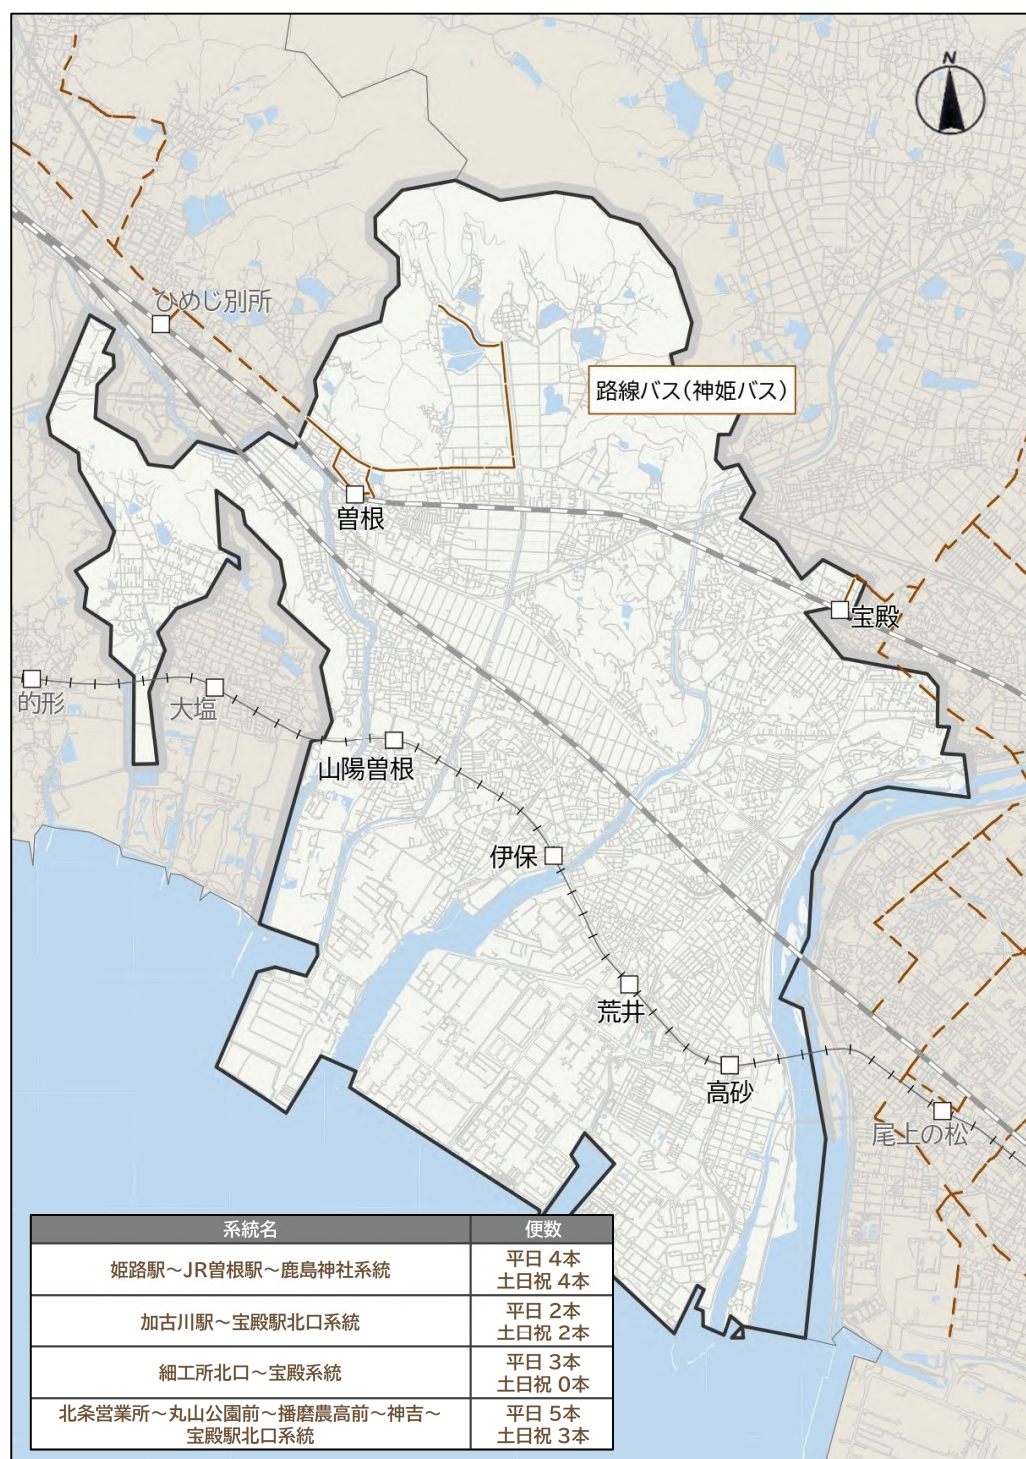 N
ひめじ別所
路線バス(神姫バス)
曽根
宝殿
的形
大塩
山陽曽根
伊保
荒井
高砂
尾上の松
系統名
便数
姫路駅～JR曽根駅～鹿島神社系統
平日 4本
土日祝 4本
加古川駅～宝殿駅北口系統
平日 2本
土日祝 2本
細工所北口～宝殿系統
平日 3本
土日祝 0本
北条営業所～丸山公園前～播磨農高前～神吉～
宝殿駅北口系統
平日 5本
土日祝 3本